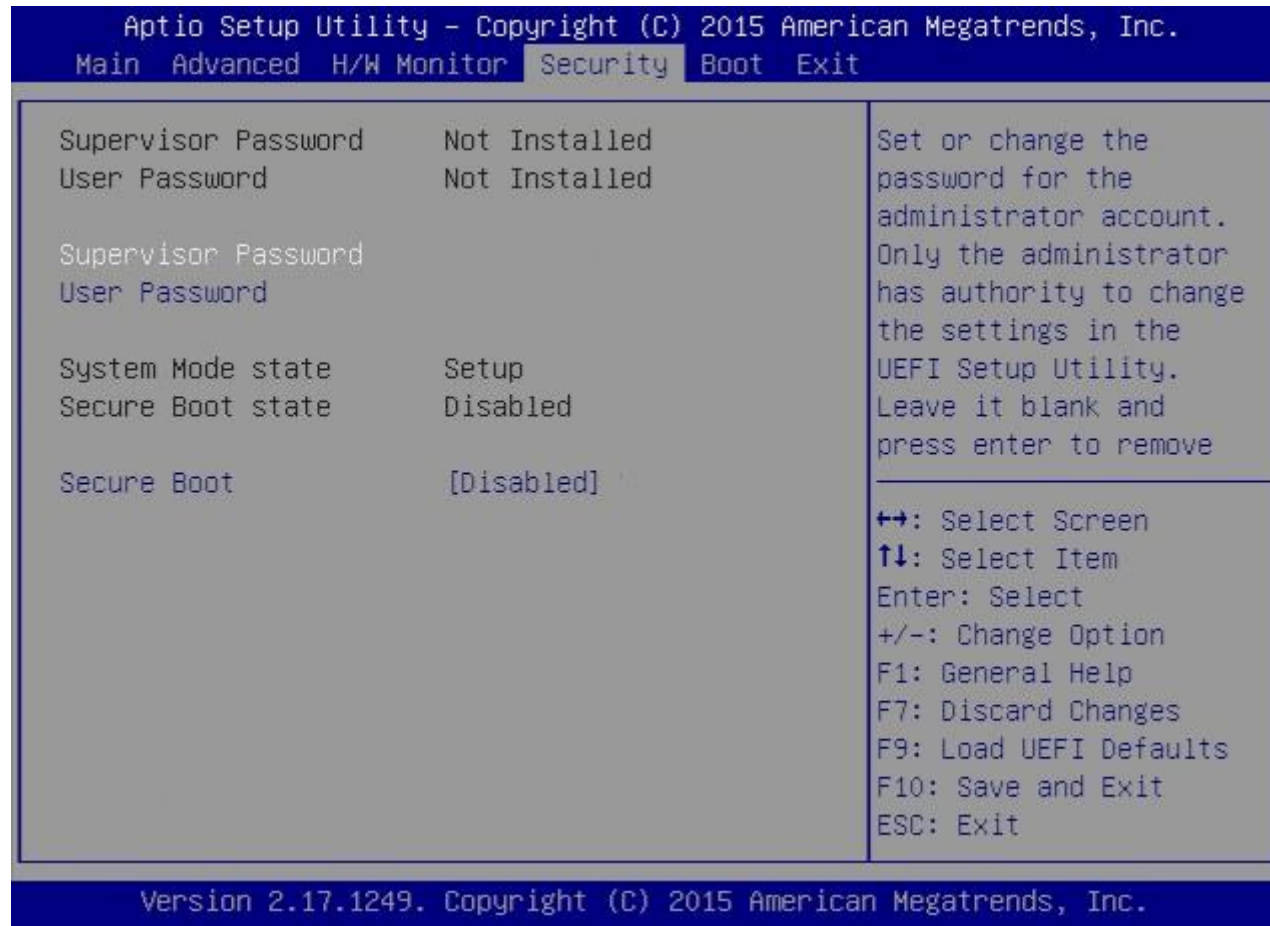 Aptio Setup Utility – Copyright (C) 2015 American Megatrends, Inc.
Main Advanced H/W Monitor Security Boot Exit
Supervisor Password Not Installed
User Password Not Installed
Supervisor Password
User Password
System Mode state Setup
Secure Boot state Disabled
Secure Boot [Disabled]
Set or change the
password for the
administrator account.
Only the administrator
has authority to change
the settings in the
UEFI Setup Utility.
Leave it blank and
press enter to remove
↔: Select Screen
↑↓: Select Item
Enter: Select
+/-: Change Option
F1: General Help
F7: Discard Changes
F9: Load UEFI Defaults
F10: Save and Exit
ESC: Exit
Version 2.17.1249. Copyright (C) 2015 American Megatrends, Inc.